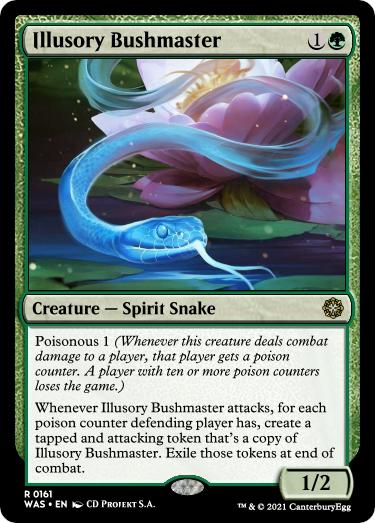 Illusory Bushmaster 1
Creature — Spirit Snake
Poisonous 1 (Whenever this creature deals combat
damage to a player, that player gets a poison
counter. A player with ten or more poison counters
loses the game.)
Whenever Illusory Bushmaster attacks, for each
poison counter defending player has, create a
tapped and attacking token that's a copy of
Illusory Bushmaster. Exile those tokens at end of
combat.
1/2
R 0161
WAS • EN CD PROJEKT S.A.
™ & © 2021 CanterburyEgg